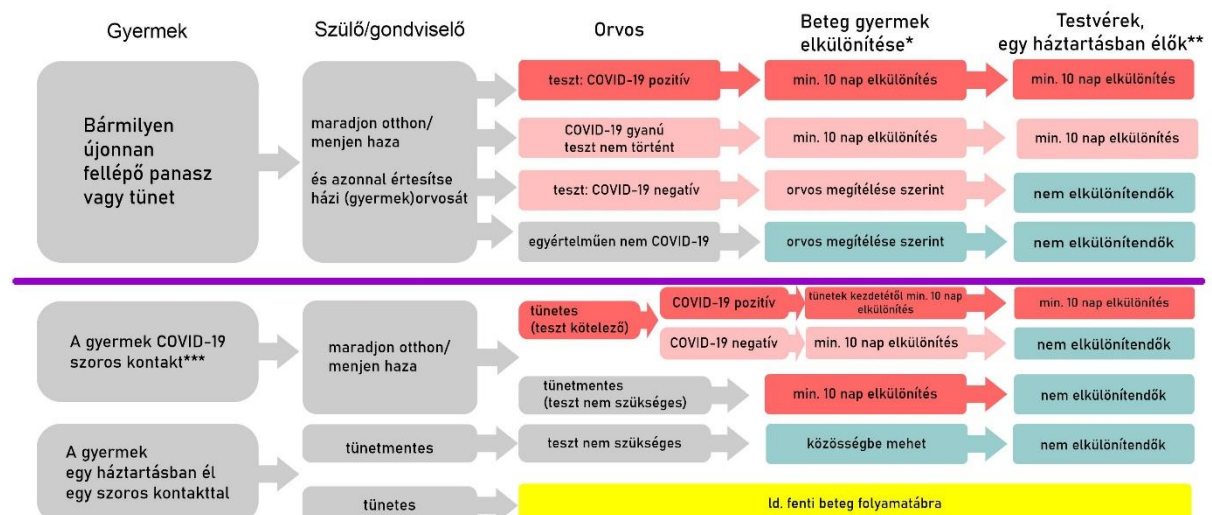 Gyermek
Szülő/gondviselő
Orvos
Beteg gyermek
elkülönítése*
Testvérek,
egy háztartásban élők**
Bármilyen
újonnan
fellépő panasz
vagy tünet
maradjon otthon/
menjen haza
és azonnal értesítse
házi (gyermek)orvosát
teszt: COVID-19 pozitív
min. 10 nap elkülönítés
min. 10 nap elkülönítés
COVID-19 gyanú
teszt nem történt
min. 10 nap elkülönítés
min. 10 nap elkülönítés
teszt: COVID-19 negatív
orvos megítélése szerint
nem elkülönítendők
egyértelműen nem COVID-19
orvos megítélése szerint
nem elkülönítendők
A gyermek COVID-19
szoros kontakt***
maradjon otthon/
menjen haza
tünetes
(teszt kötelező)
COVID-19 pozitív
tünetek kezdetétől min. 10 nap
elkülönítés
min. 10 nap elkülönítés
COVID-19 negatív
min. 10 nap elkülönítés
nem elkülönítendők
tünetmentes
(teszt nem szükséges)
min. 10 nap elkülönítés
nem elkülönítendők
A gyermek
egy háztartásban él
egy szoros kontakttal
tünetmentes
teszt nem szükséges
közösségbe mehet
nem elkülönítendők
tünetes
ld. fenti beteg folyamatábra